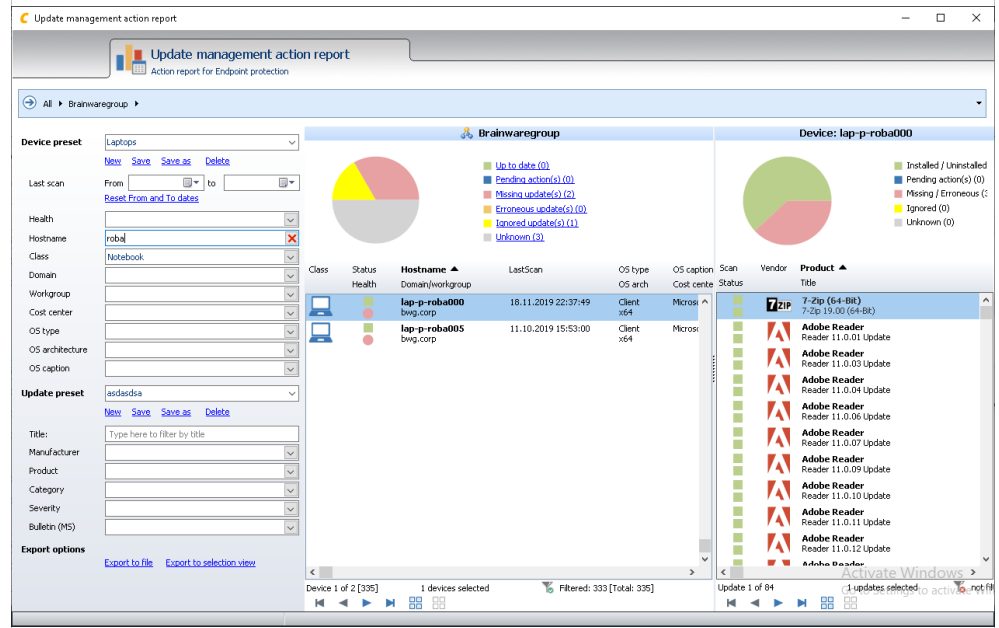 Update management action report
Update management action report
Action report for Endpoint protection
All Brainwaregroup
Device preset Laptops
New Save Save as Delete
Last scan From to
Reset From and To dates
Health
Hostname roba
Class Notebook
Domain
Workgroup
Cost center
OS type
OS architecture
OS caption
Update preset asdasdsa
New Save Save as Delete
Title: Type here to filter by title
Manufacturer
Product
Category
Severity
Bulletin (MS)
Export options
Export to file Export to selection view
Brainwaregroup
Up to date (0)
Pending action(s) (0)
Missing update(s) (2)
Erroneous update(s) (0)
Ignored update(s) (1)
Unknown (3)
Class Status Hostname LastScan OS type OS caption
Health Domain/workgroup OS arch Cost cente
lap-p-roba000 18.11.2019 22:37:49 Client Micros
bwg.corp x64
lap-p-roba005 11.10.2019 15:53:00 Client Micros
bwg.corp x64
Device 1 of 2 [335] 1 devices selected Filtered: 333 [Total: 335]
Device: lap-p-roba000
Installed / Uninstalled
Pending action(s) (0)
Missing / Erroneous (
Ignored (0)
Unknown (0)
Scan Vendor Product
Status Title
7ZIP 7-Zip (64-Bit)
7-Zip 19.00 (64-Bit)
Adobe Reader
Reader 11.0.01 Update
Adobe Reader
Reader 11.0.03 Update
Adobe Reader
Reader 11.0.04 Update
Adobe Reader
Reader 11.0.06 Update
Adobe Reader
Reader 11.0.07 Update
Adobe Reader
Reader 11.0.09 Update
Adobe Reader
Reader 11.0.10 Update
Adobe Reader
Reader 11.0.11 Update
Adobe Reader
Reader 11.0.12 Update
Adobe Reader
Activate Windows
Update 1 of 84 1 updates selected not fil
Go to Settings to activate Win